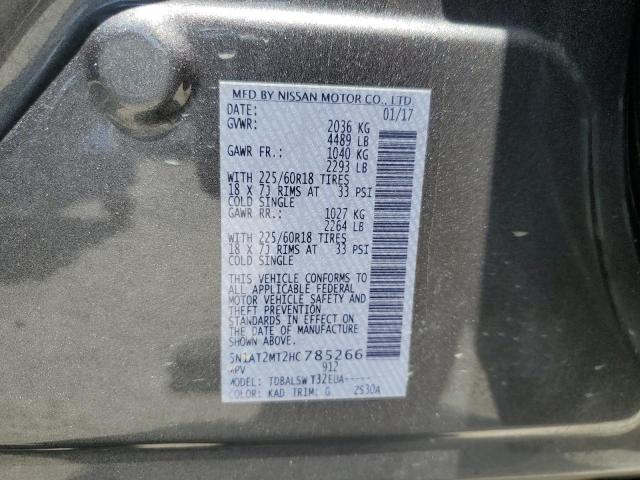 MFD BY NISSAN MOTOR CO., LTD
DATE: 01/17
GVWR: 2036 KG
4489 LB
GAWR FR.: 1040 KG
2293 LB
WITH 225/60R18 TIRES
18 X 7J RIMS AT 33 PSI
COLD SINGLE
GAWR RR.: 1027 KG
2264 LB
WITH 225/60R18 TIRES
18 X 7J RIMS AT 33 PSI
COLD SINGLE
THIS VEHICLE CONFORMS TO
ALL APPLICABLE FEDERAL
MOTOR VEHICLE SAFETY AND
THEFT PREVENTION
STANDARDS IN EFFECT ON
THE DATE OF MANUFACTURE
SHOWN ABOVE.
5N1AT2MT2HC785266
MPV 912
MODEL: TDBALSWT32EUA-----
COLOR: KAD TRIM: G 2530A